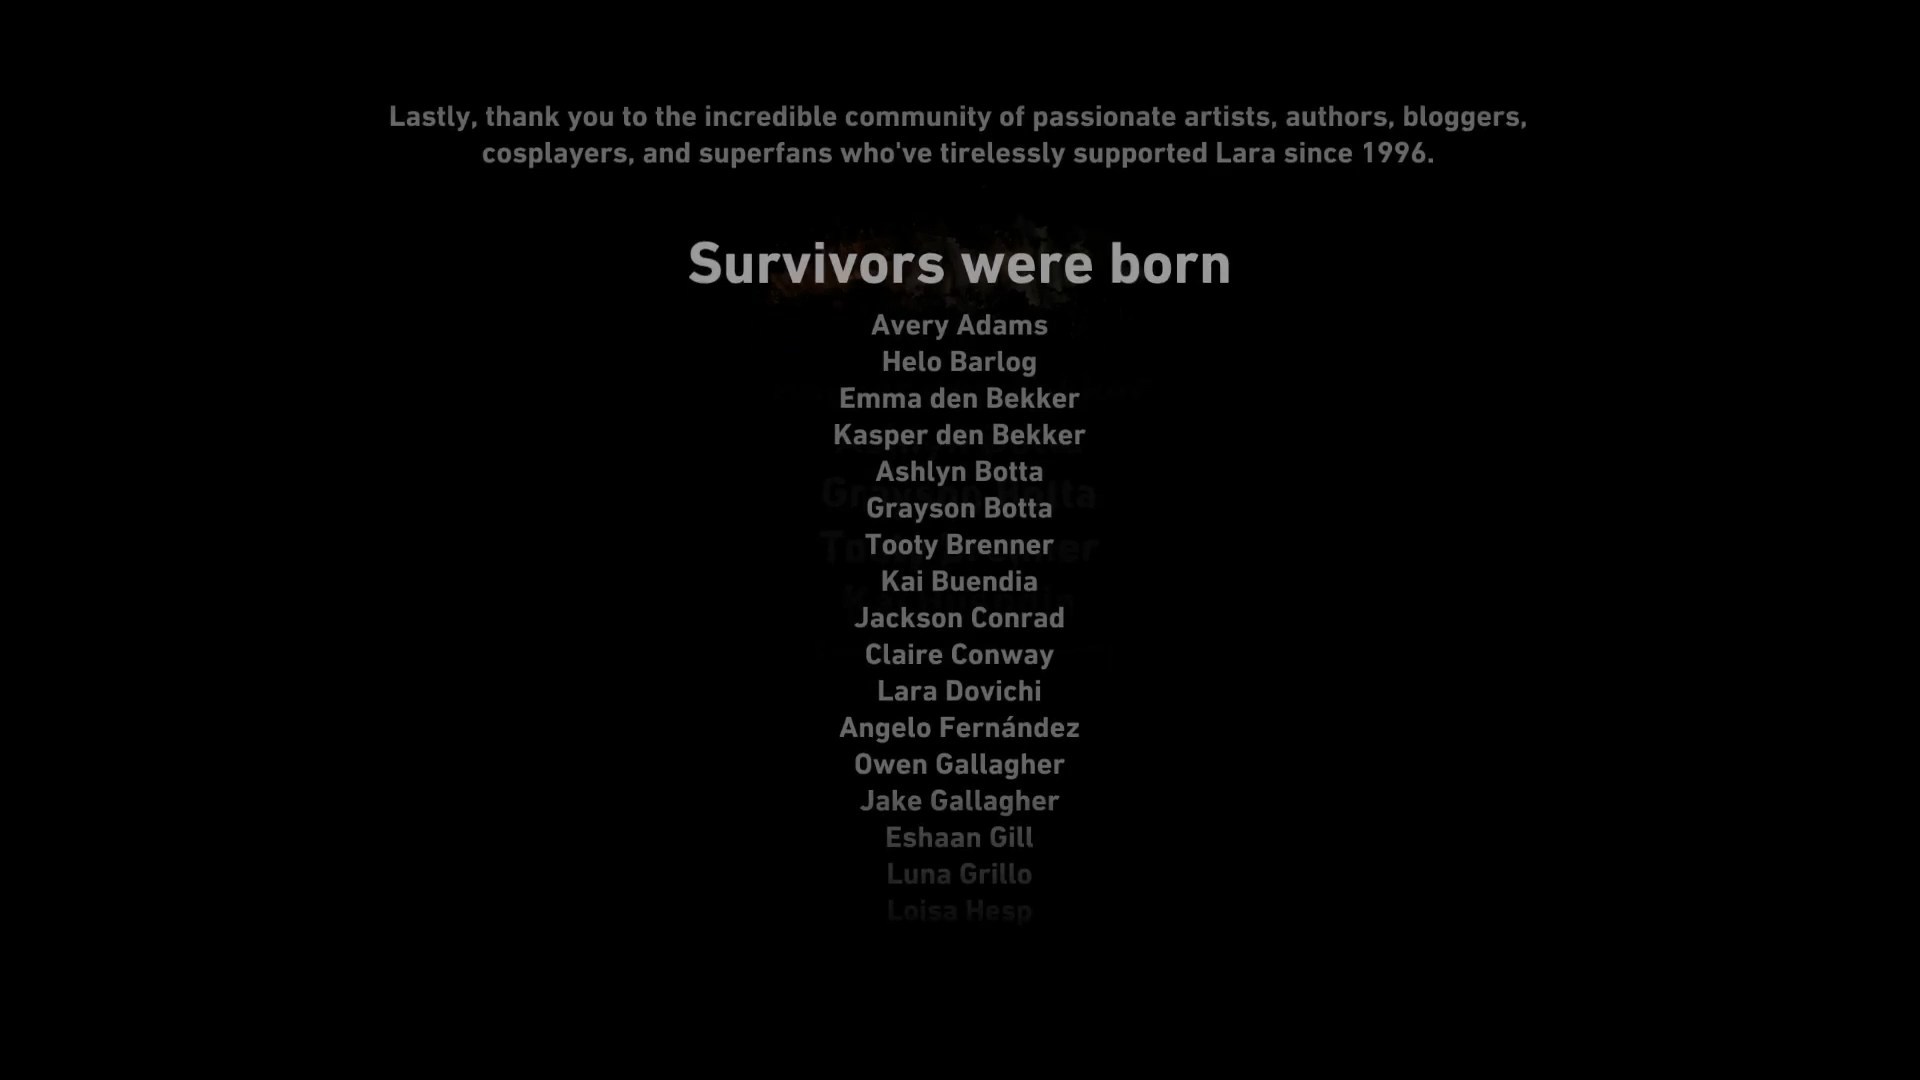 Lastly, thank you to the incredible community of passionate artists, authors, bloggers,
cosplayers, and superfans who've tirelessly supported Lara since 1996.
Survivors were born
Avery Adams
Helo Barlog
Emma den Bekker
Kasper den Bekker
Ashlyn Botta
Grayson Botta
Tooty Brenner
Kai Buendia
Jackson Conrad
Claire Conway
Lara Dovichi
Angelo Fernández
Owen Gallagher
Jake Gallagher
Eshaan Gill
Luna Grillo
Loisa Hesp